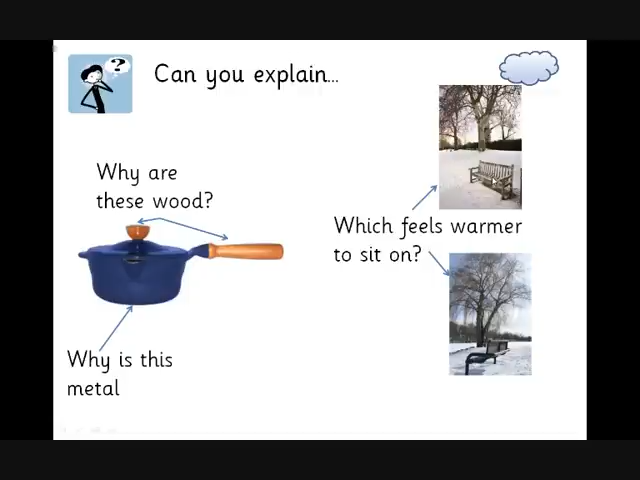 ?
Can you explain...
Why are
these wood?
Which feels warmer
to sit on?
Why is this
metal